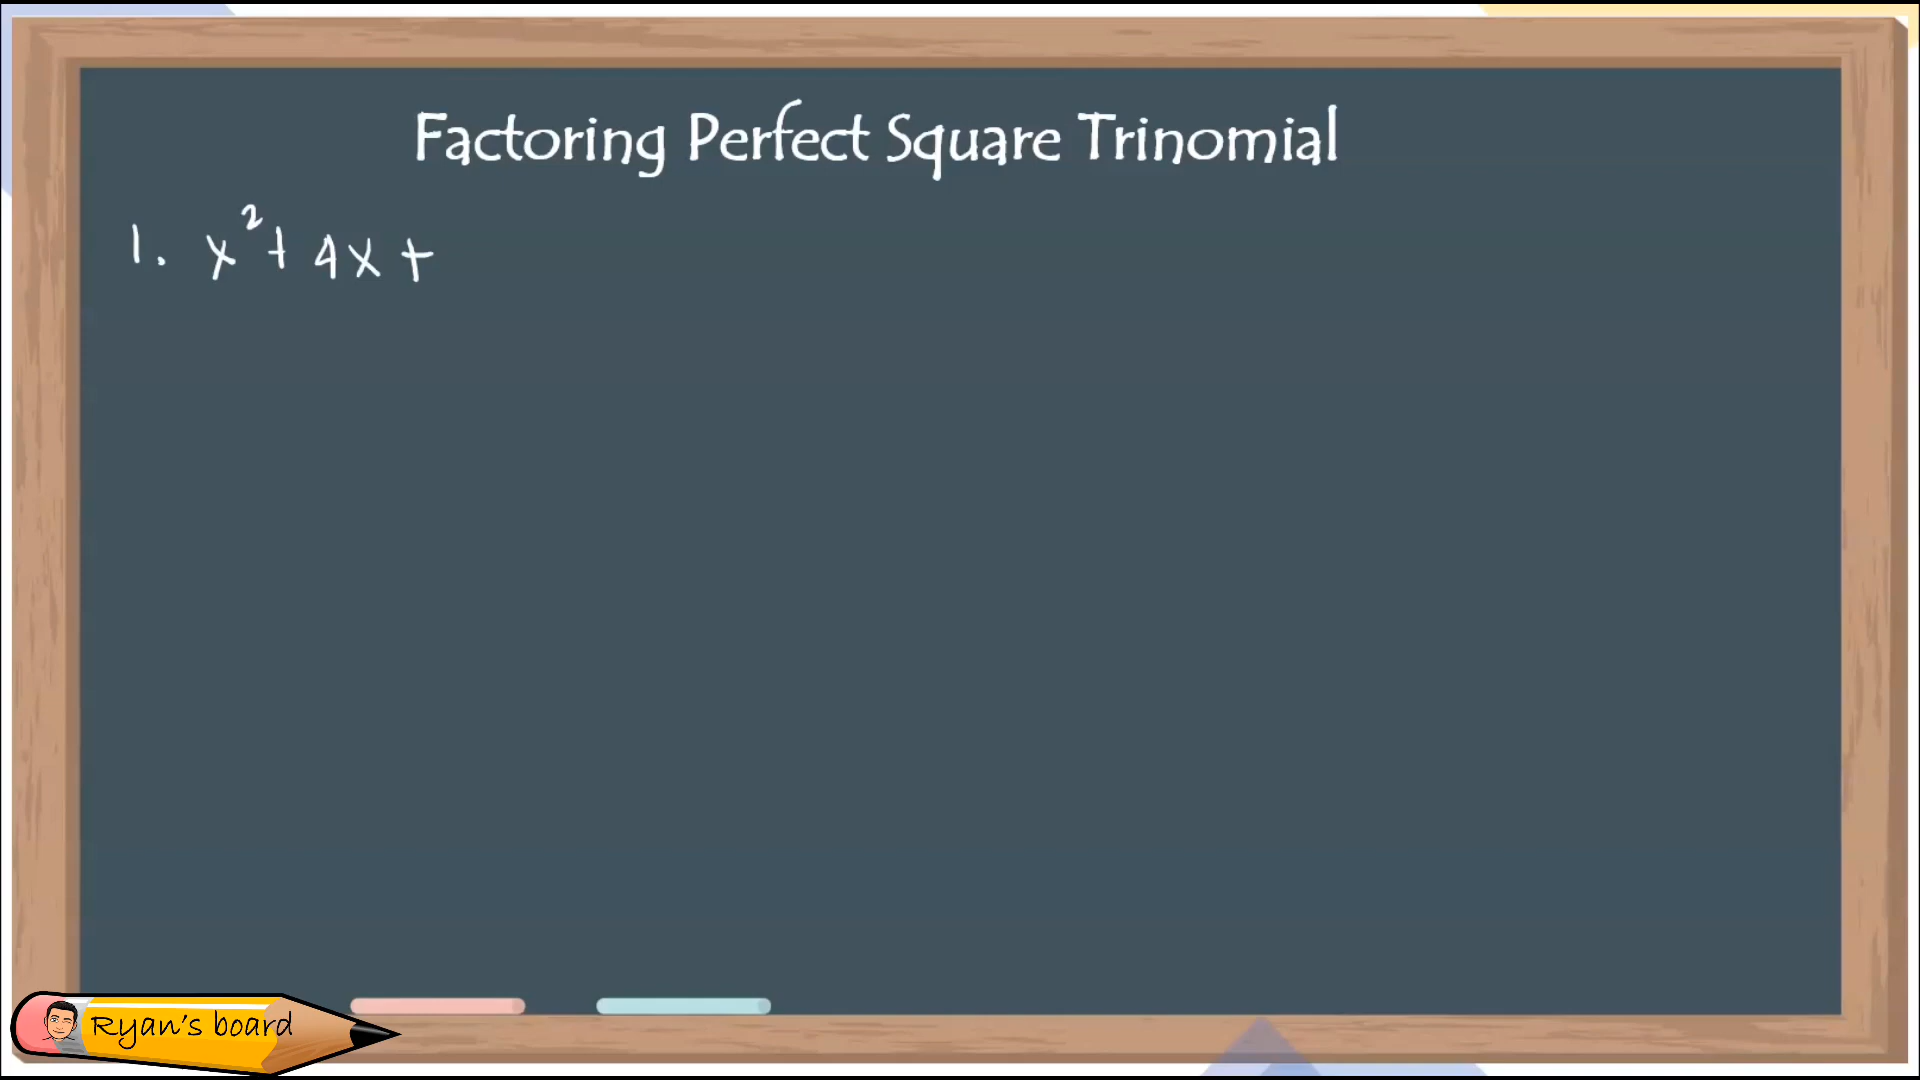 Factoring Perfect Square Trinomial
1. x² + 4x +
Ryan's board